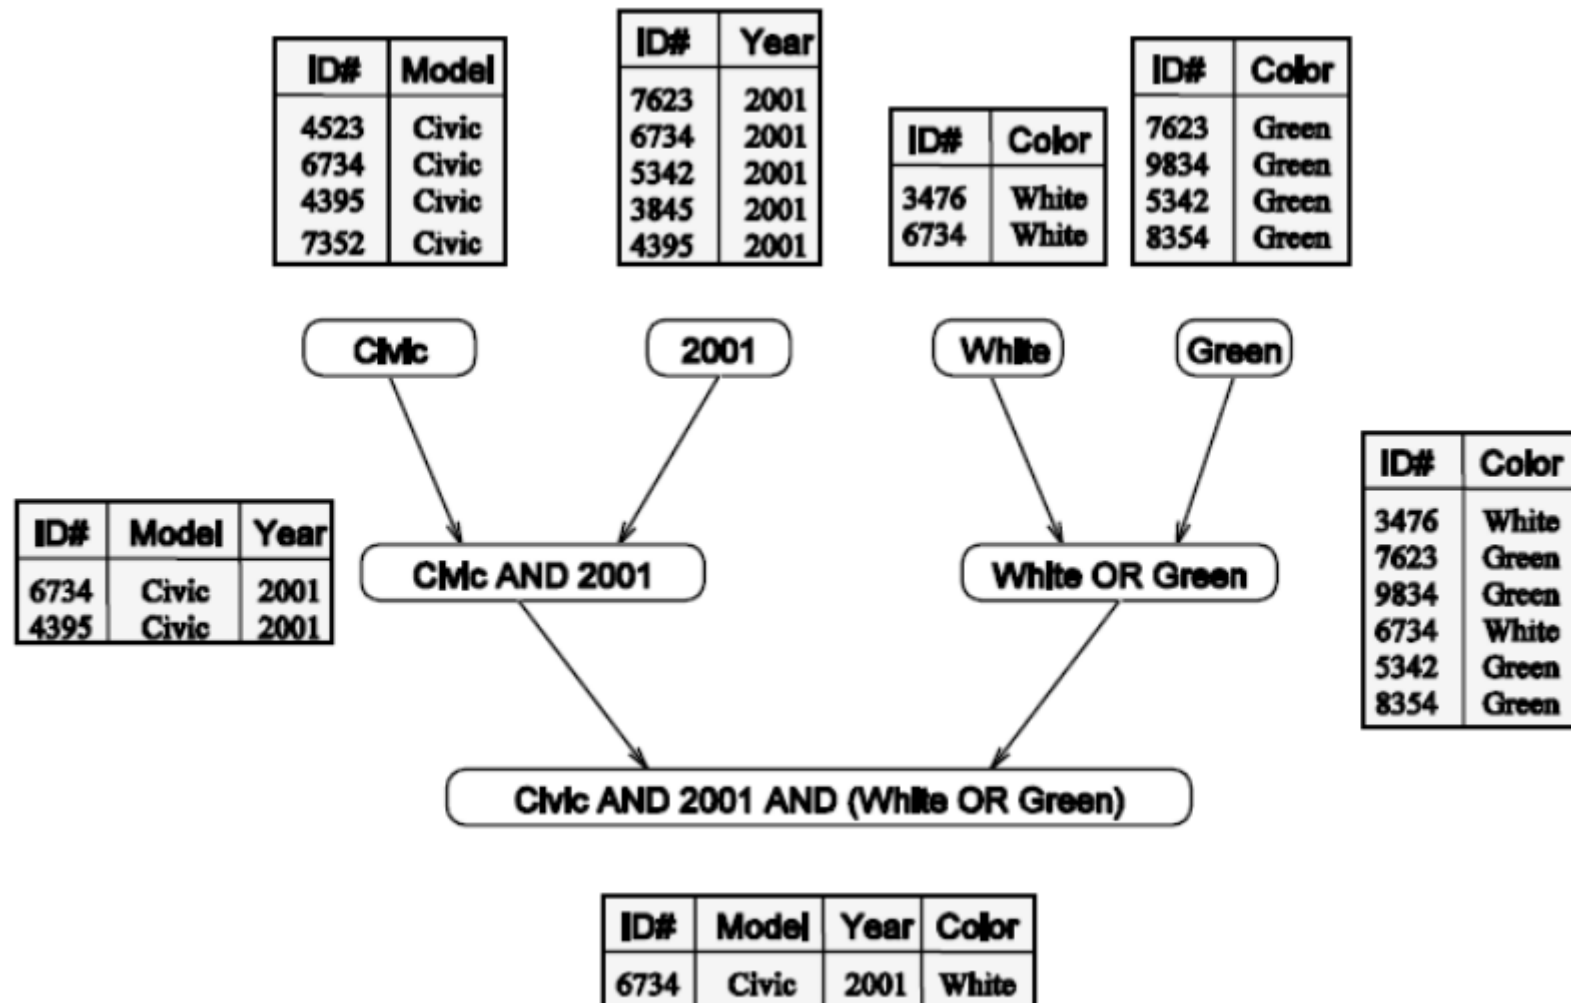 ID# Model
4523 Civic
6734 Civic
4395 Civic
7352 Civic
ID# Year
7623 2001
6734 2001
5342 2001
3845 2001
4395 2001
ID# Color
3476 White
6734 White
ID# Color
7623 Green
9834 Green
5342 Green
8354 Green
Civic
2001
White
Green
ID# Model Year
6734 Civic 2001
4395 Civic 2001
Civic AND 2001
White OR Green
ID# Color
3476 White
7623 Green
9834 Green
6734 White
5342 Green
8354 Green
Civic AND 2001 AND (White OR Green)
ID# Model Year Color
6734 Civic 2001 White